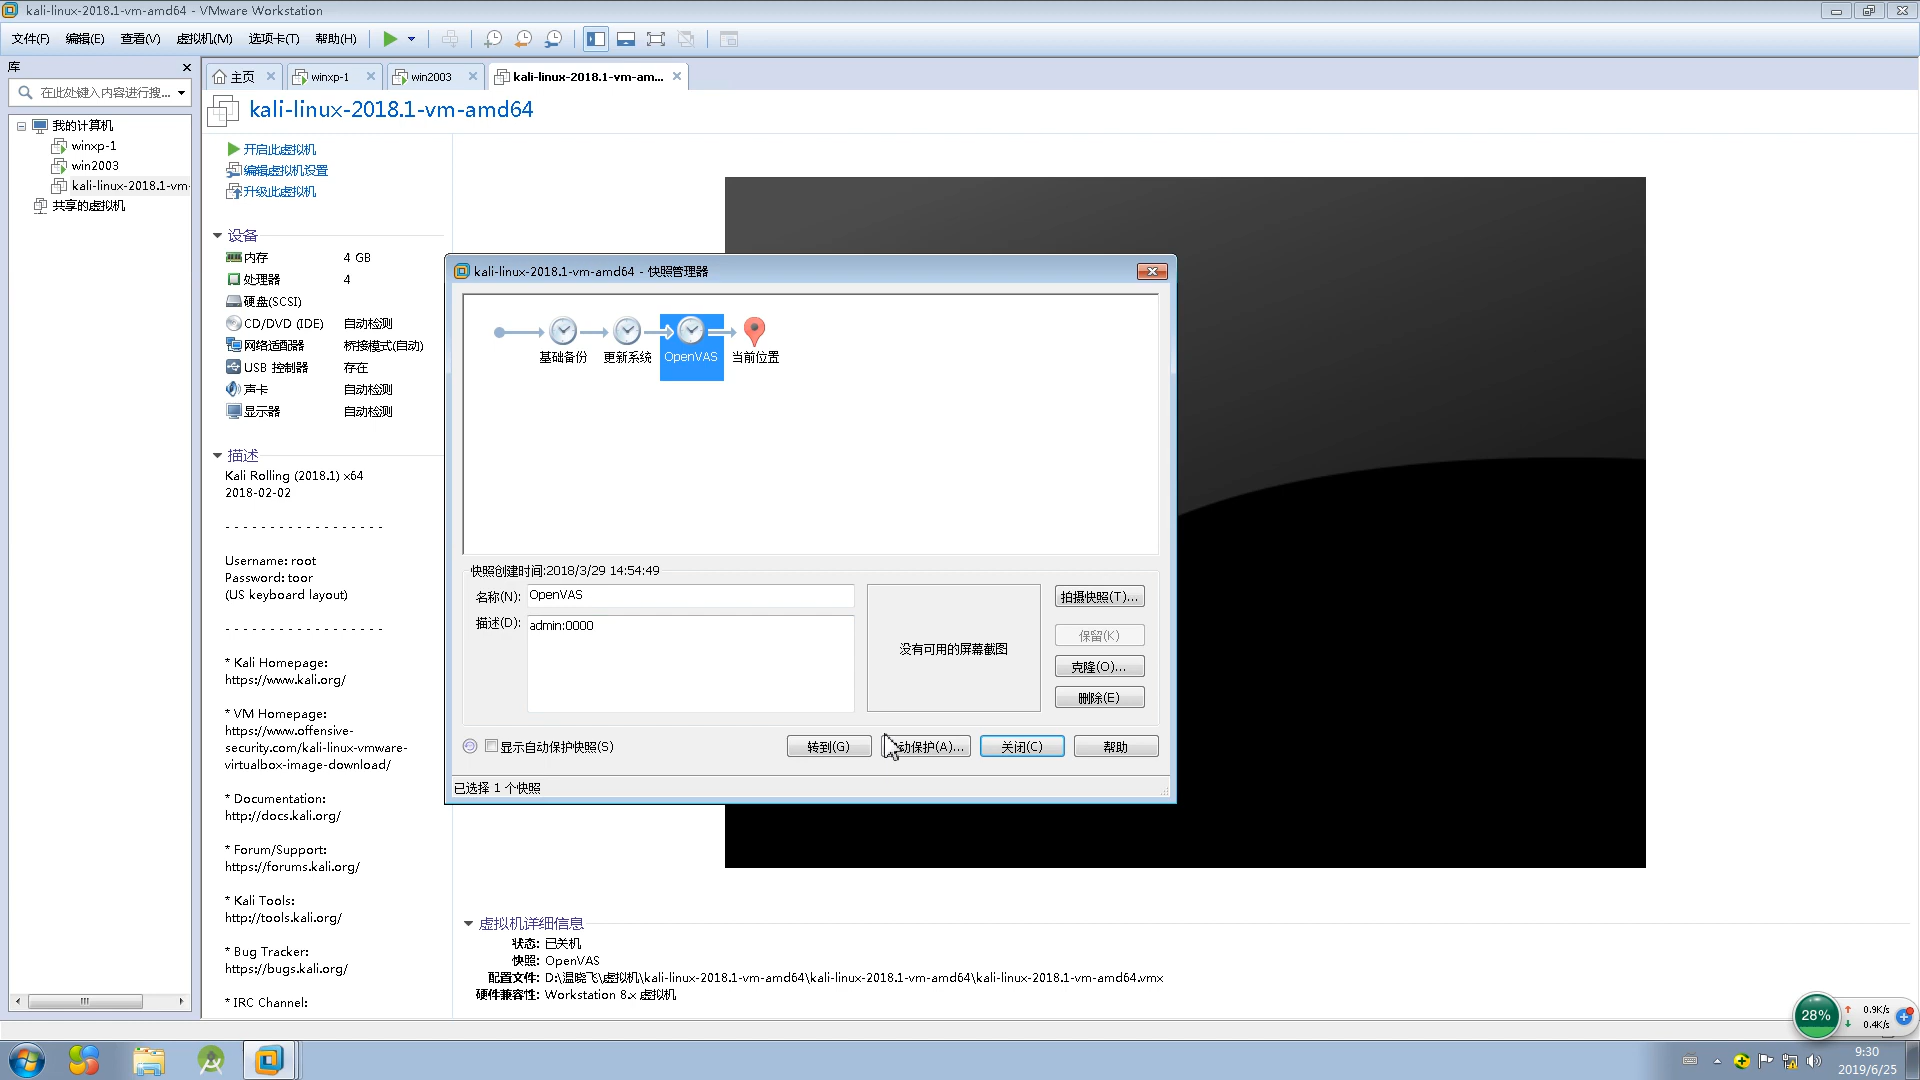 kali-linux-2018.1-vm-amd64 - VMware Workstation
文件(F) 编辑(E) 查看(V) 虚拟机(M) 选项卡(T) 帮助(H)
库
主页 winxp-1 win2003 kali-linux-2018.1-vm-am...
在此处键入内容进行搜...
kali-linux-2018.1-vm-amd64
我的计算机
winxp-1
win2003
kali-linux-2018.1-vm-
共享的虚拟机
开启此虚拟机
编辑虚拟机设置
升级此虚拟机
设备
内存 4 GB
处理器 4
硬盘(SCSI)
CD/DVD (IDE) 自动检测
网络适配器 桥接模式(自动)
USB 控制器 存在
声卡 自动检测
显示器 自动检测
描述
Kali Rolling (2018.1) x64
2018-02-02
- - - - - - - - - - - - - - - - - -
Username: root
Password: toor
(US keyboard layout)
- - - - - - - - - - - - - - - - - -
* Kali Homepage:
https://www.kali.org/
* VM Homepage:
https://www.offensive-
security.com/kali-linux-vmware-
virtualbox-image-download/
* Documentation:
http://docs.kali.org/
* Forum/Support:
https://forums.kali.org/
* Kali Tools:
http://tools.kali.org/
* Bug Tracker:
https://bugs.kali.org/
* IRC Channel:
kali-linux-2018.1-vm-amd64 - 快照管理器
基础备份 更新系统 OpenVAS 当前位置
快照创建时间:2018/3/29 14:54:49
名称(N): OpenVAS
描述(D): admin:0000
没有可用的屏幕截图
拍摄快照(T)...
保留(K)
克隆(O)...
删除(E)
显示自动保护快照(S)
转到(G) 动保护(A)... 关闭(C) 帮助
已选择 1 个快照
虚拟机详细信息
状态: 已关机
快照: OpenVAS
配置文件: D:\温晓飞\虚拟机\kali-linux-2018.1-vm-amd64\kali-linux-2018.1-vm-amd64\kali-linux-2018.1-vm-amd64.vmx
硬件兼容性: Workstation 8.x 虚拟机
28%
0.9K/s
0.4K/s
9:30
2019/6/25